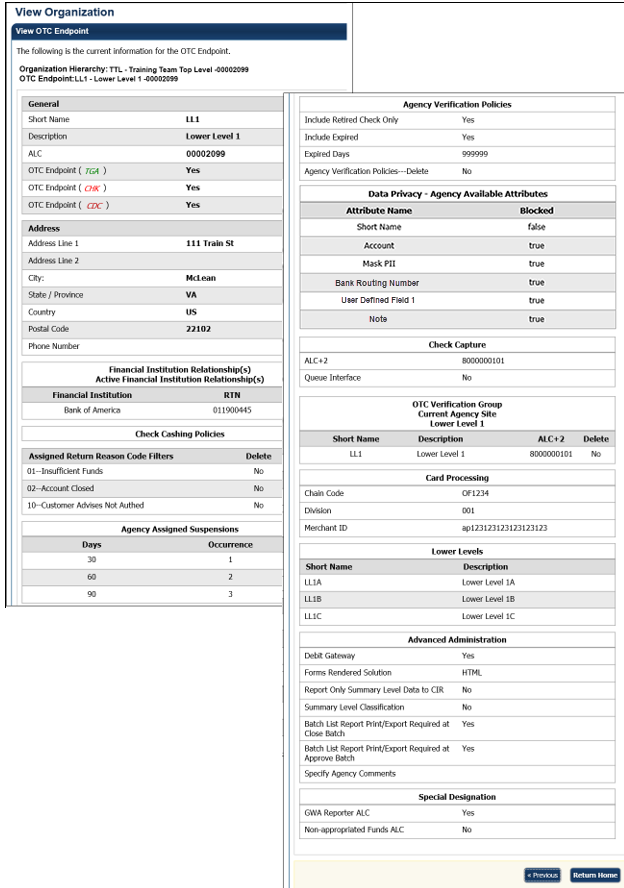 View Organization
View OTC Endpoint
The following is the current information for the OTC Endpoint.
Organization Hierarchy: TTL - Training Team Top Level -00002099
OTC Endpoint:LL1 - Lower Level 1 -00002099
General
Short Name LL1
Description Lower Level 1
ALC 00002099
OTC Endpoint ( TGA ) Yes
OTC Endpoint ( CHK ) Yes
OTC Endpoint ( CDC ) Yes
Address
Address Line 1 111 Train St
Address Line 2
City: McLean
State / Province VA
Country US
Postal Code 22102
Phone Number
Financial Institution Relationship(s)
Active Financial Institution Relationship(s)
Financial Institution RTN
Bank of America 011900445
Check Cashing Policies
Assigned Return Reason Code Filters Delete
01--Insufficient Funds No
02--Account Closed No
10--Customer Advises Not Authed No
Agency Assigned Suspensions
Days Occurrence
30 1
60 2
90 3
Agency Verification Policies
Include Retired Check Only Yes
Include Expired Yes
Expired Days 999999
Agency Verification Policies---Delete No
Data Privacy - Agency Available Attributes
Attribute Name Blocked
Short Name false
Account true
Mask PII true
Bank Routing Number true
User Defined Field 1 true
Note true
Check Capture
ALC+2 8000000101
Queue Interface No
OTC Verification Group
Current Agency Site
Lower Level 1
Short Name Description ALC+2 Delete
LL1 Lower Level 1 8000000101 No
Card Processing
Chain Code OF1234
Division 001
Merchant ID ap123123123123123123
Lower Levels
Short Name Description
LL1A Lower Level 1A
LL1B Lower Level 1B
LL1C Lower Level 1C
Advanced Administration
Debit Gateway Yes
Forms Rendered Solution HTML
Report Only Summary Level Data to CIR No
Summary Level Classification No
Batch List Report Print/Export Required at Yes
Close Batch
Batch List Report Print/Export Required at Yes
Approve Batch
Specify Agency Comments
Special Designation
GWA Reporter ALC Yes
Non-appropriated Funds ALC No
« Previous Return Home